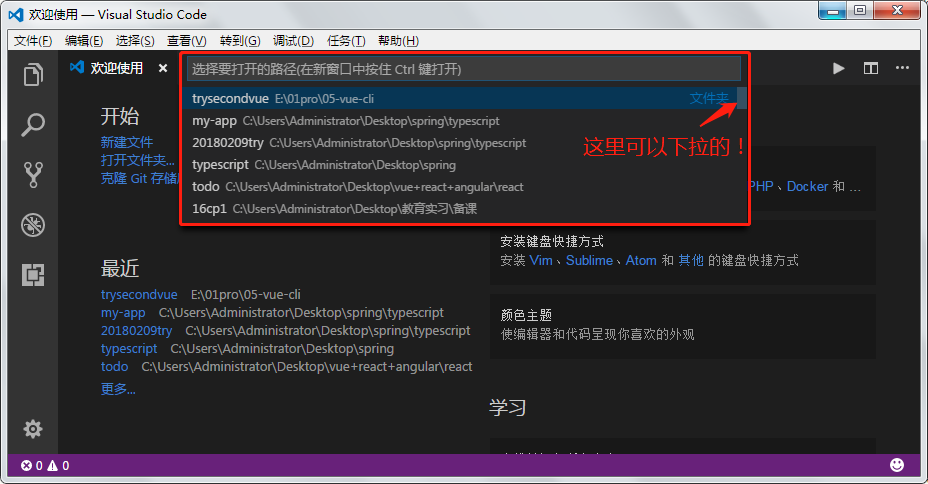 欢迎使用 — Visual Studio Code
文件(F) 编辑(E) 选择(S) 查看(V) 转到(G) 调试(D) 任务(T) 帮助(H)
欢迎使用
选择要打开的路径(在新窗口中按住 Ctrl 键打开)
trysecondvue E:\01pro\05-vue-cli 文件夹
my-app C:\Users\Administrator\Desktop\spring\typescript
20180209try C:\Users\Administrator\Desktop\spring\typescript
typescript C:\Users\Administrator\Desktop\spring
todo C:\Users\Administrator\Desktop\vue+react+angular\react
16cp1 C:\Users\Administrator\Desktop\教育实习\备课
这里可以下拉的！
开始
新建文件
打开文件夹...
克隆 Git 存储
PHP、Docker 和 ...
安装键盘快捷方式
安装 Vim、Sublime、Atom 和 其他 的键盘快捷方式
最近
trysecondvue E:\01pro\05-vue-cli
my-app C:\Users\Administrator\Desktop\spring\typescript
20180209try C:\Users\Administrator\Desktop\spring\typescript
typescript C:\Users\Administrator\Desktop\spring
todo C:\Users\Administrator\Desktop\vue+react+angular\react
更多...
颜色主题
使编辑器和代码呈现你喜欢的外观
学习
0 0